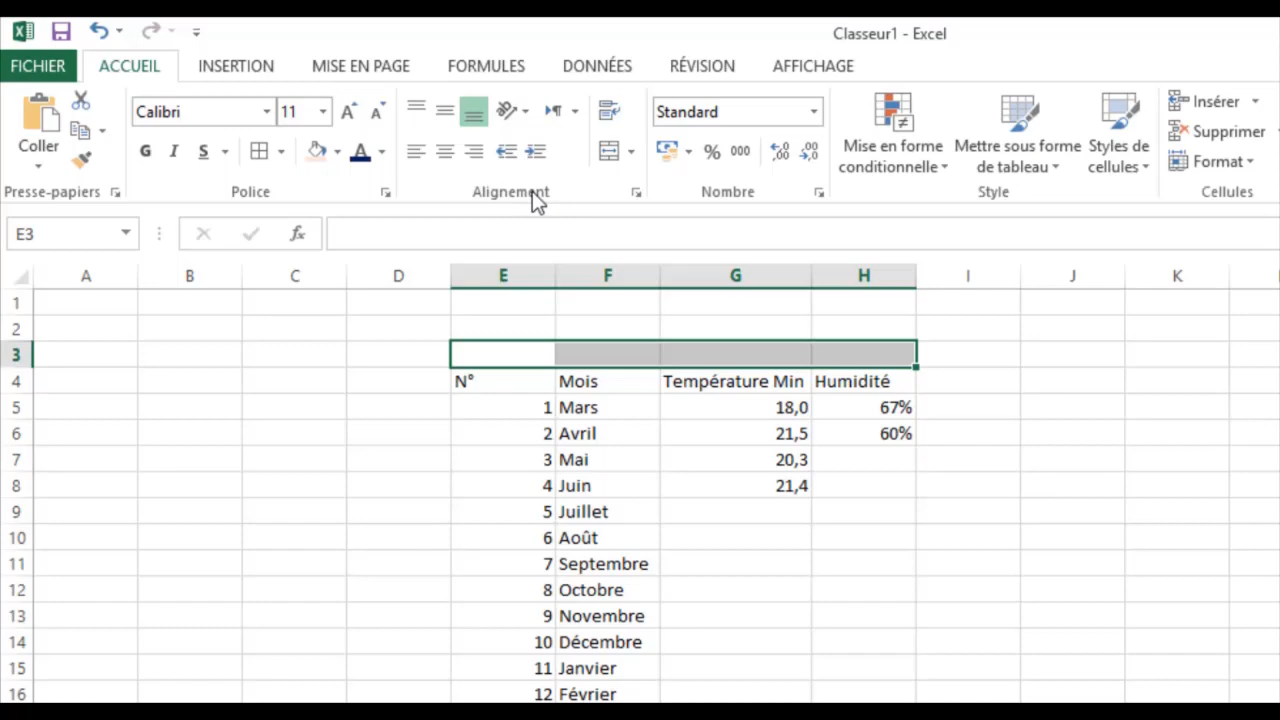 Classeur1 - Excel
FICHIER ACCUEIL INSERTION MISE EN PAGE FORMULES DONNÉES RÉVISION AFFICHAGE
Coller
Presse-papiers
Calibri 11
G I S A
Police
Alignement
Standard
% 000
Nombre
Mise en forme conditionnelle
Mettre sous forme de tableau
Styles de cellules
Style
Insérer
Supprimer
Format
Cellules
E3 fx
A B C D E F G H I J K
1
2
3
4 N° Mois Température Min Humidité
5 1 Mars 18,0 67%
6 2 Avril 21,5 60%
7 3 Mai 20,3
8 4 Juin 21,4
9 5 Juillet
10 6 Août
11 7 Septembre
12 8 Octobre
13 9 Novembre
14 10 Décembre
15 11 Janvier
16 12 Février